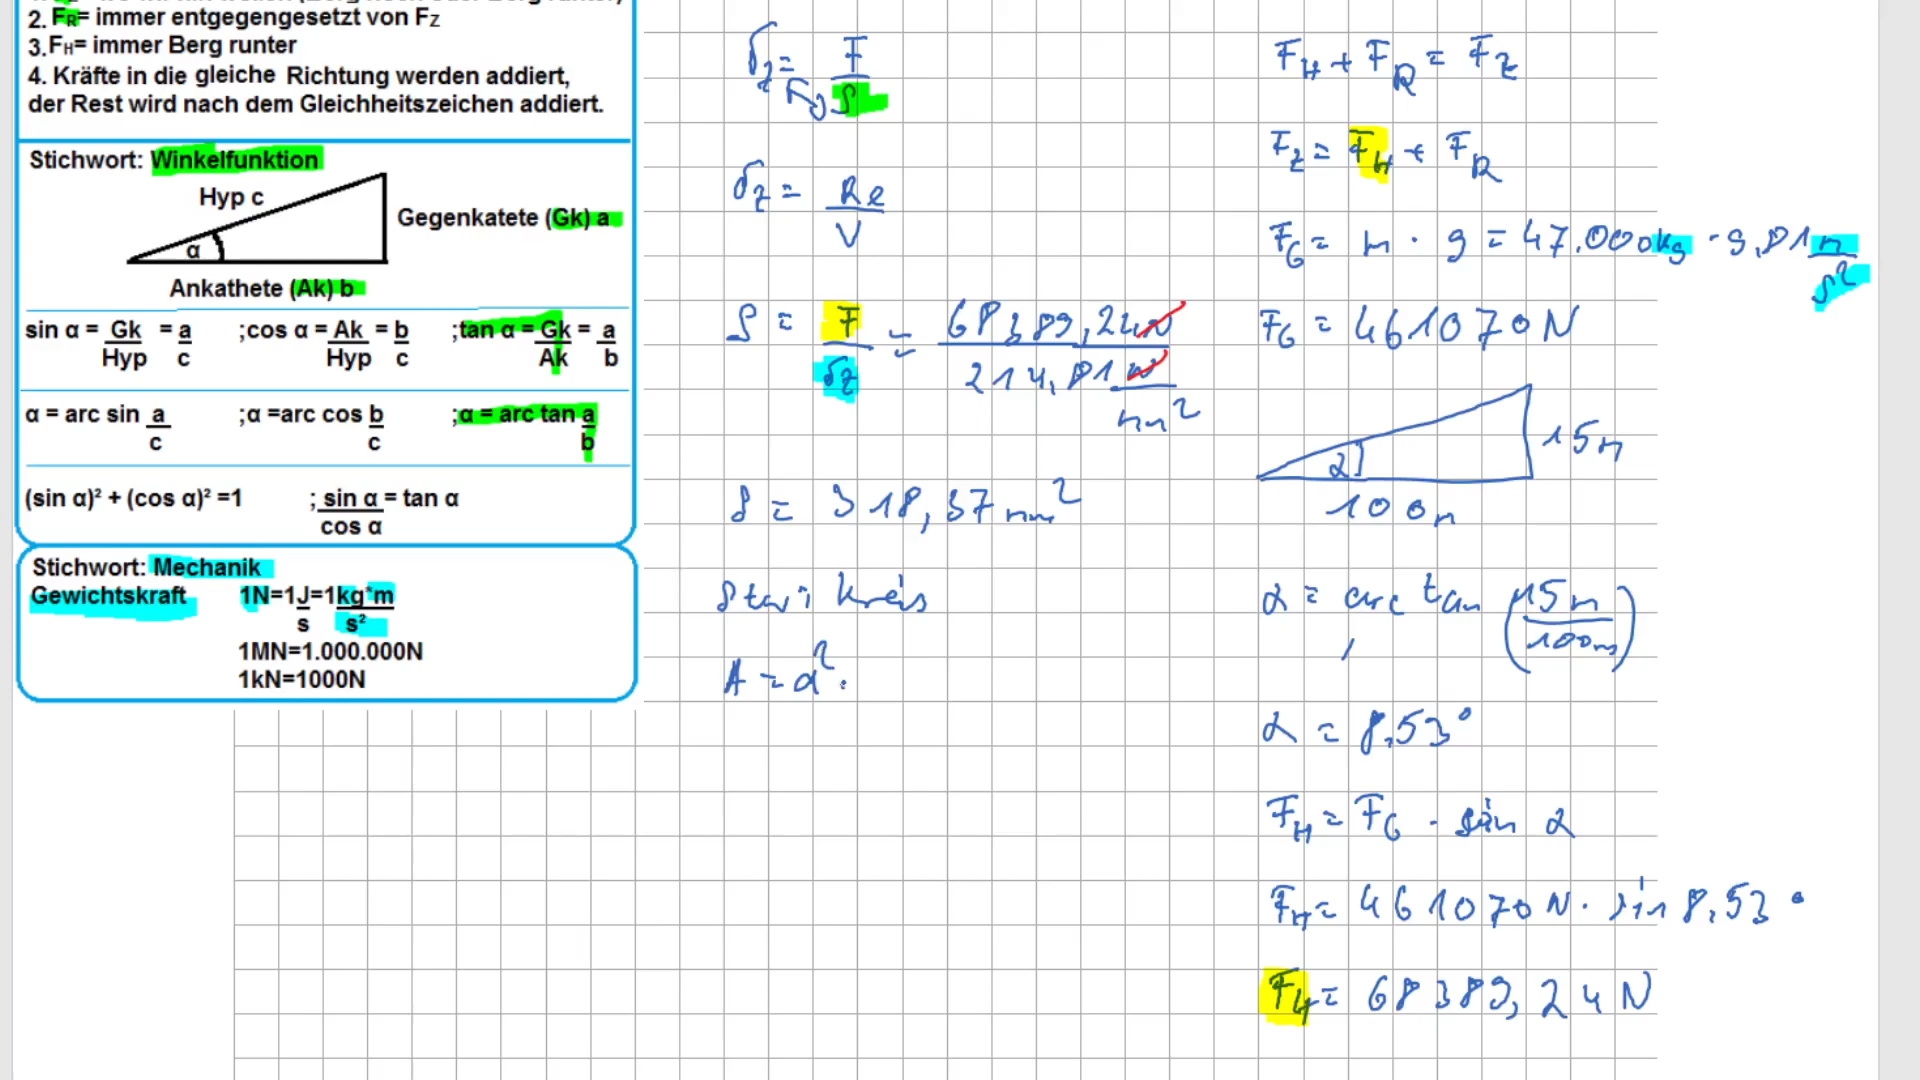 2. FR= immer entgegengesetzt von Fz
3.FH= immer Berg runter
4. Kräfte in die gleiche Richtung werden addiert,
der Rest wird nach dem Gleichheitszeichen addiert.
Stichwort: Winkelfunktion
Hyp c
Gegenkatete (Gk) a
α
Ankathete (Ak) b
sin α = Gk/Hyp = a/c ;cos α = Ak/Hyp = b/c ;tan α = Gk/Ak = a/b
α = arc sin a/c ;α =arc cos b/c ;α = arc tan a/b
(sin α)² + (cos α)² =1 ; sin α/cos α = tan α
Stichwort: Mechanik
Gewichtskraft 1N=1J/s=1kg*m/s²
1MN=1.000.000N
1kN=1000N
σz = F/S
σz = Re/V
S = F/σz = 68389,24N/214,81 N/mm²
S = 318,37 mm²
A = d² ·
FH + FR = Fz
Fz = FH + FR
FG = m · g = 47.000kg · 9,81 m/s²
FG = 461070N
α
15m
100m
α = arc tan (15m/100m)
α = 8,53°
FH = FG · sin α
FH = 461070N · sin 8,53°
FH = 68389,24N